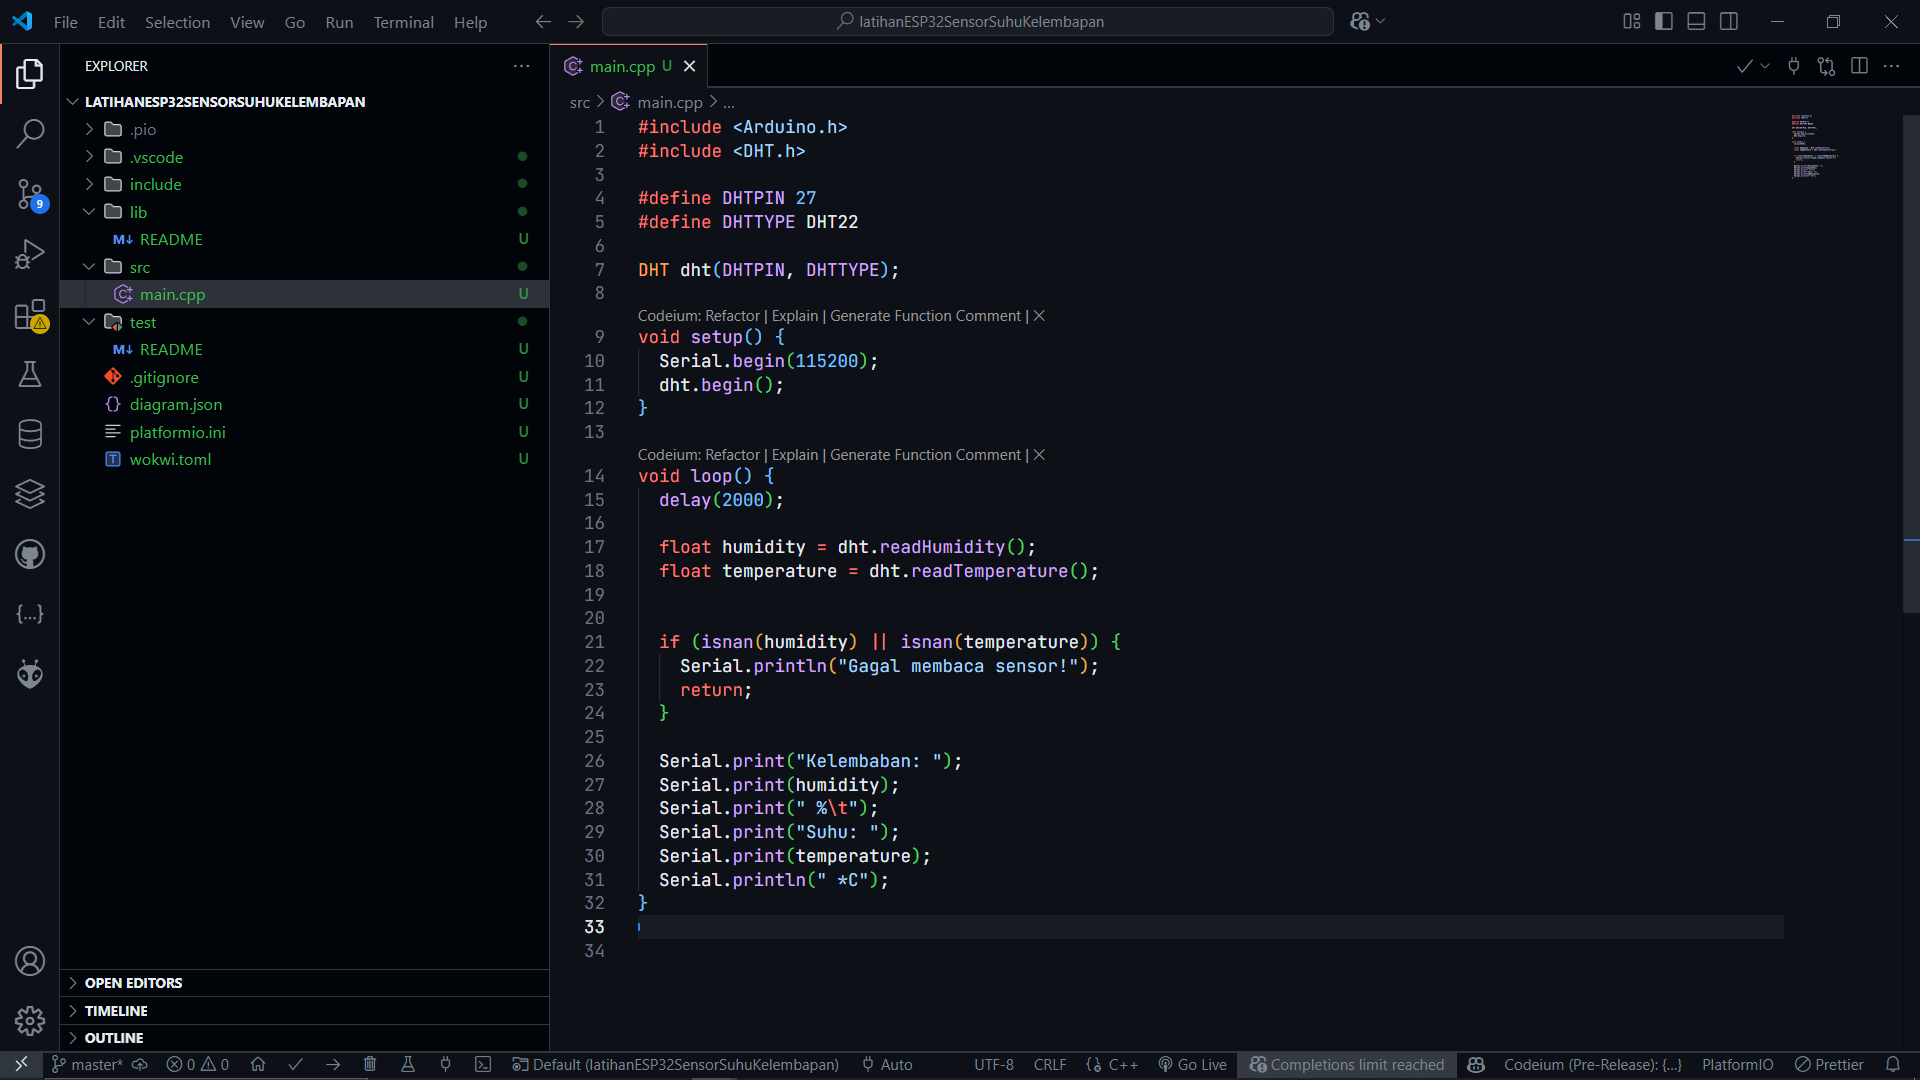 File Edit Selection View Go Run Terminal Help latihanESP32SensorSuhuKelembapan
EXPLORER
LATIHANESP32SENSORSUHUKELEMBAPAN
.pio
.vscode
include
lib
README U
src
main.cpp U
test
README U
.gitignore U
diagram.json U
platformio.ini U
wokwi.toml U
9
OPEN EDITORS
TIMELINE
OUTLINE
main.cpp U
src > main.cpp > ...
1 #include <Arduino.h>
2 #include <DHT.h>
3
4 #define DHTPIN 27
5 #define DHTTYPE DHT22
6
7 DHT dht(DHTPIN, DHTTYPE);
8
Codeium: Refactor | Explain | Generate Function Comment | ×
9 void setup() {
10 Serial.begin(115200);
11 dht.begin();
12 }
13
Codeium: Refactor | Explain | Generate Function Comment | ×
14 void loop() {
15 delay(2000);
16
17 float humidity = dht.readHumidity();
18 float temperature = dht.readTemperature();
19
20
21 if (isnan(humidity) || isnan(temperature)) {
22 Serial.println("Gagal membaca sensor!");
23 return;
24 }
25
26 Serial.print("Kelembaban: ");
27 Serial.print(humidity);
28 Serial.print(" %\t");
29 Serial.print("Suhu: ");
30 Serial.print(temperature);
31 Serial.println(" *C");
32 }
33
34
master* 0 0 Default (latihanESP32SensorSuhuKelembapan) Auto UTF-8 CRLF C++ Go Live Completions limit reached Codeium (Pre-Release): {...} PlatformIO Prettier